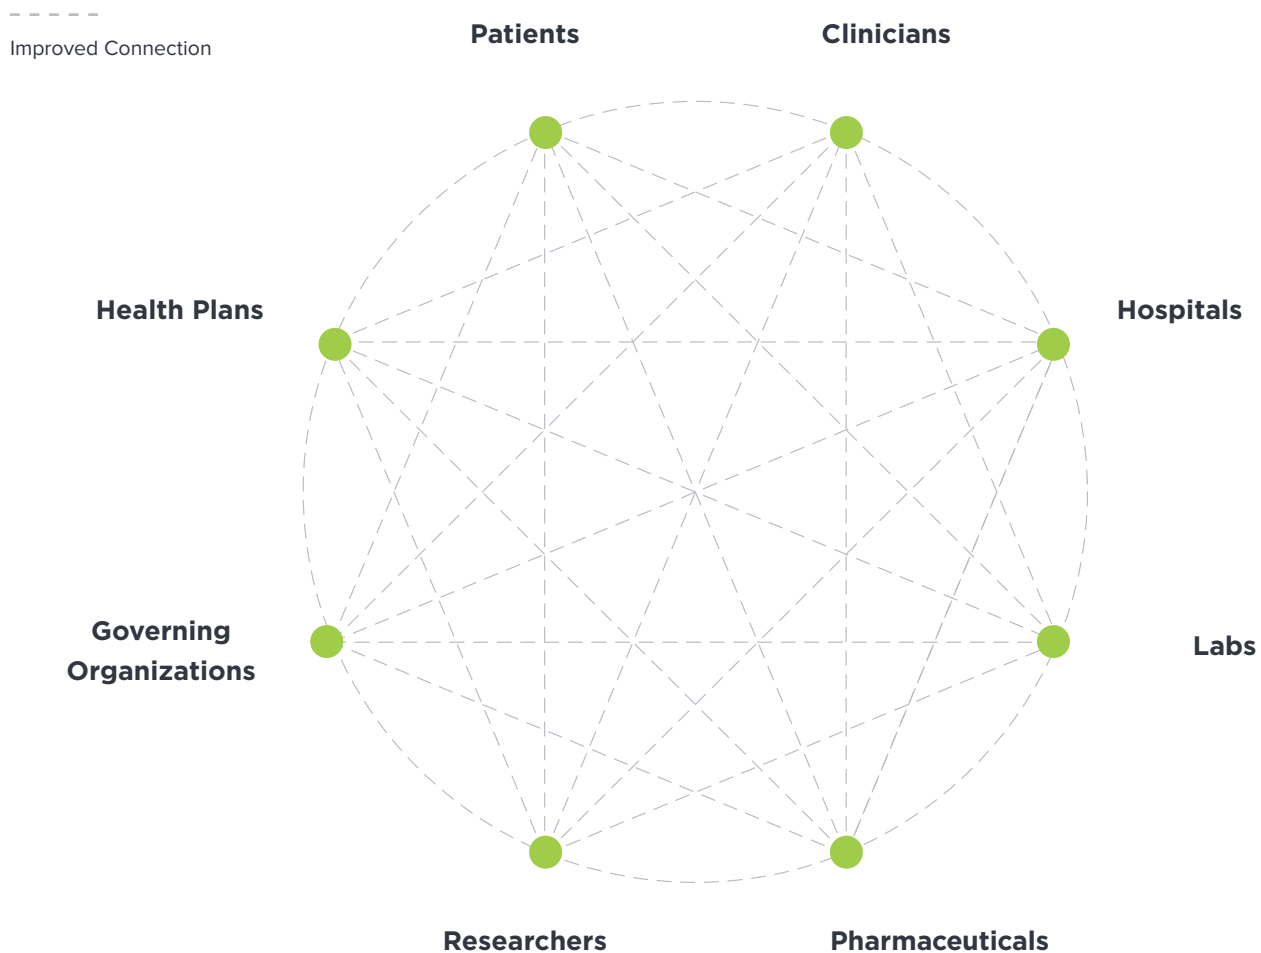 Improved Connection
Patients
Clinicians
Health Plans
Hospitals
Governing
Organizations
Labs
Researchers
Pharmaceuticals